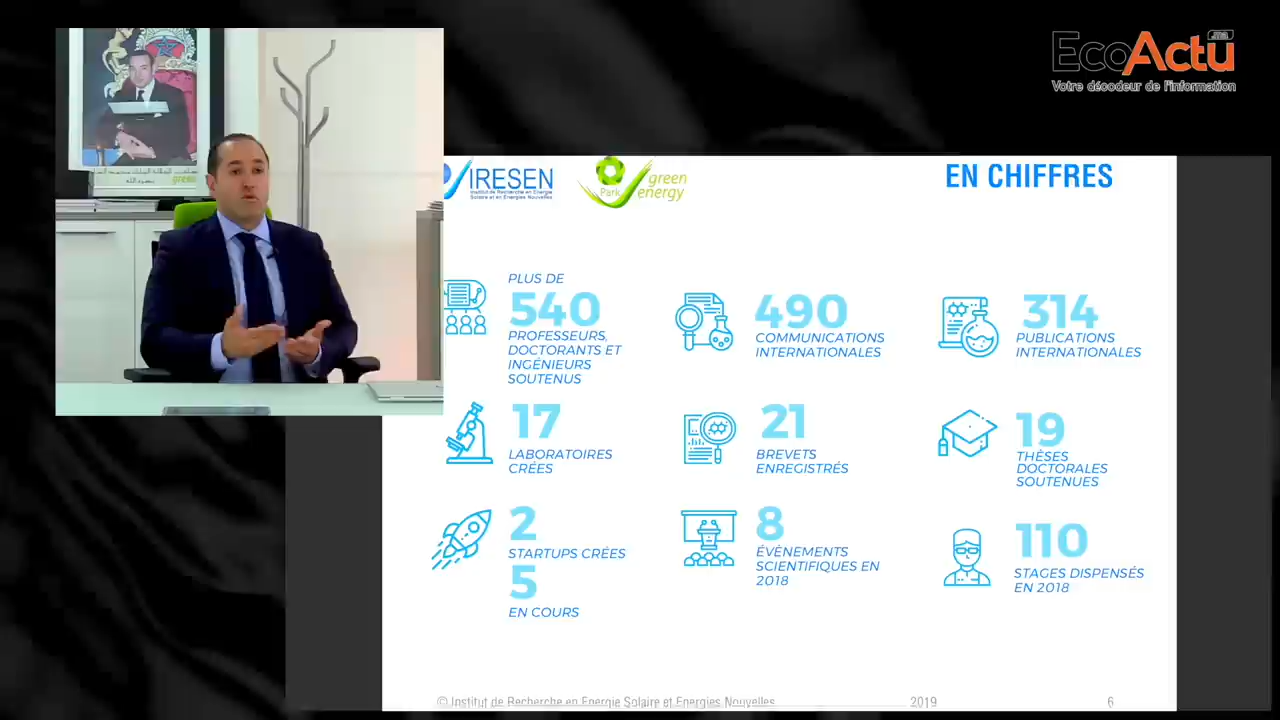 EcoActu
.ma
Votre décodeur de l'information
IRESEN
Institut de Recherche en Energie
Solaire et en Energies Nouvelles
Park
green
energy
EN CHIFFRES
PLUS DE
540
PROFESSEURS,
DOCTORANTS ET
INGÉNIEURS
SOUTENUS
490
COMMUNICATIONS
INTERNATIONALES
314
PUBLICATIONS
INTERNATIONALES
17
LABORATOIRES
CRÉES
21
BREVETS
ENREGISTRÉS
19
THÈSES
DOCTORALES
SOUTENUES
2
STARTUPS CRÉES
5
EN COURS
8
ÉVÈNEMENTS
SCIENTIFIQUES EN
2018
110
STAGES DISPENSÉS
EN 2018
© Institut de Recherche en Energie Solaire et Energies Nouvelles
2019
6